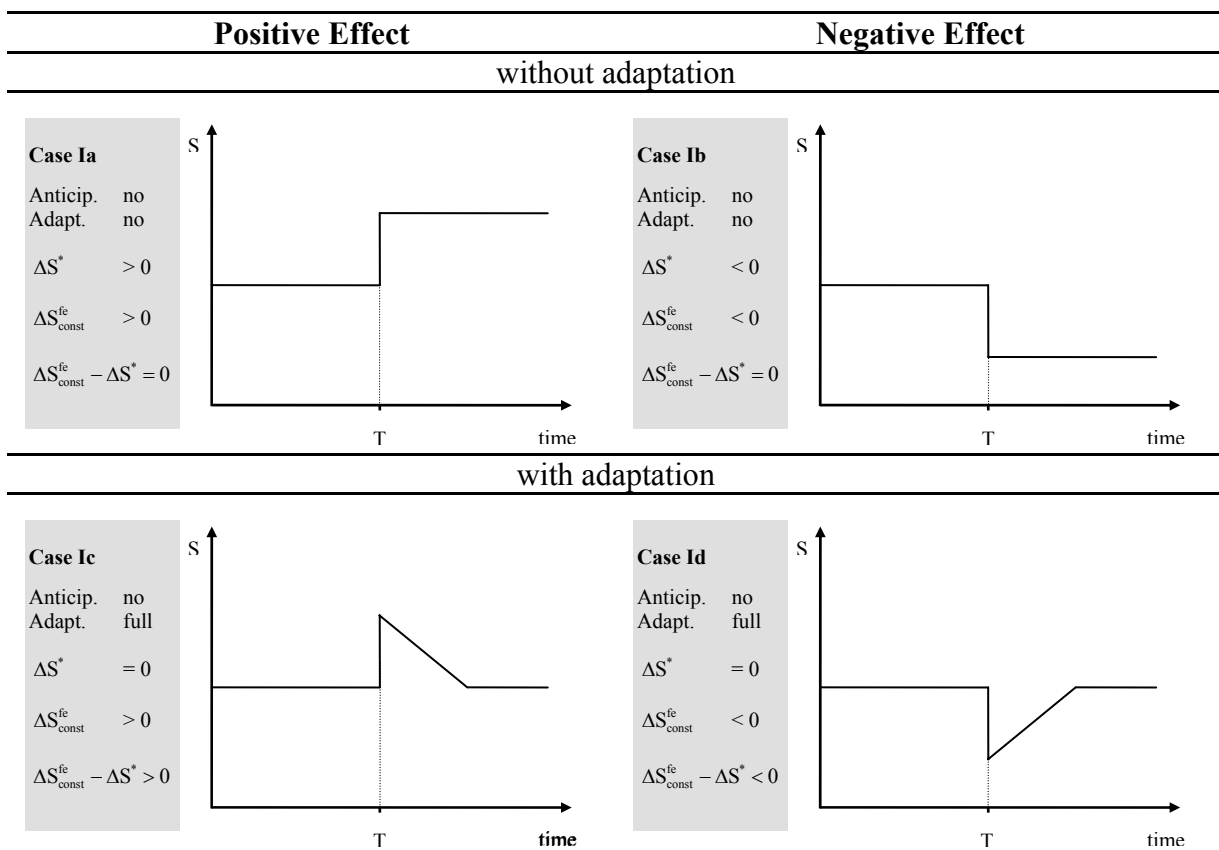 Positive Effect Negative Effect
without adaptation
Case Ia
Anticip. no
Adapt. no
ΔS* > 0
ΔS^fe_const > 0
ΔS^fe_const − ΔS* = 0
S
T
time
Case Ib
Anticip. no
Adapt. no
ΔS* < 0
ΔS^fe_const < 0
ΔS^fe_const − ΔS* = 0
S
T
time
with adaptation
Case Ic
Anticip. no
Adapt. full
ΔS* = 0
ΔS^fe_const > 0
ΔS^fe_const − ΔS* > 0
S
T
time
Case Id
Anticip. no
Adapt. full
ΔS* = 0
ΔS^fe_const < 0
ΔS^fe_const − ΔS* < 0
S
T
time